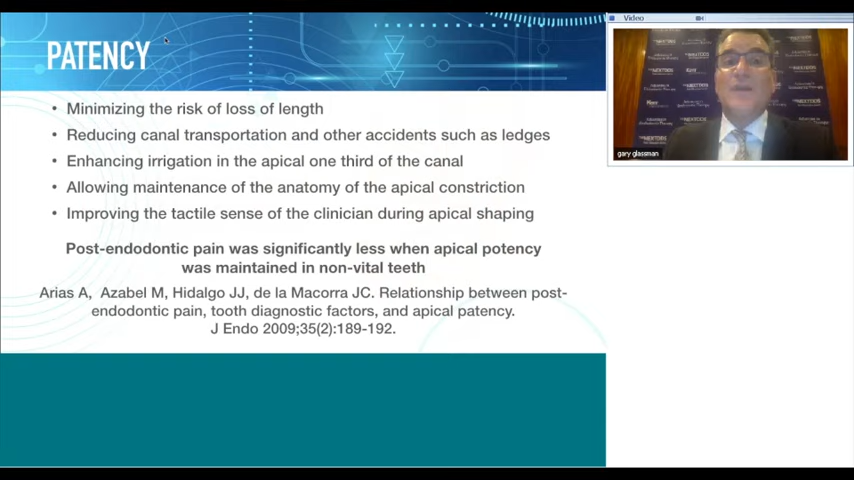 Video
PATENCY
• Minimizing the risk of loss of length
• Reducing canal transportation and other accidents such as ledges
• Enhancing irrigation in the apical one third of the canal
• Allowing maintenance of the anatomy of the apical constriction
• Improving the tactile sense of the clinician during apical shaping
Post-endodontic pain was significantly less when apical potency
was maintained in non-vital teeth
Arias A, Azabel M, Hidalgo JJ, de la Macorra JC. Relationship between post-
endodontic pain, tooth diagnostic factors, and apical patency.
J Endo 2009;35(2):189-192.
gary glassman